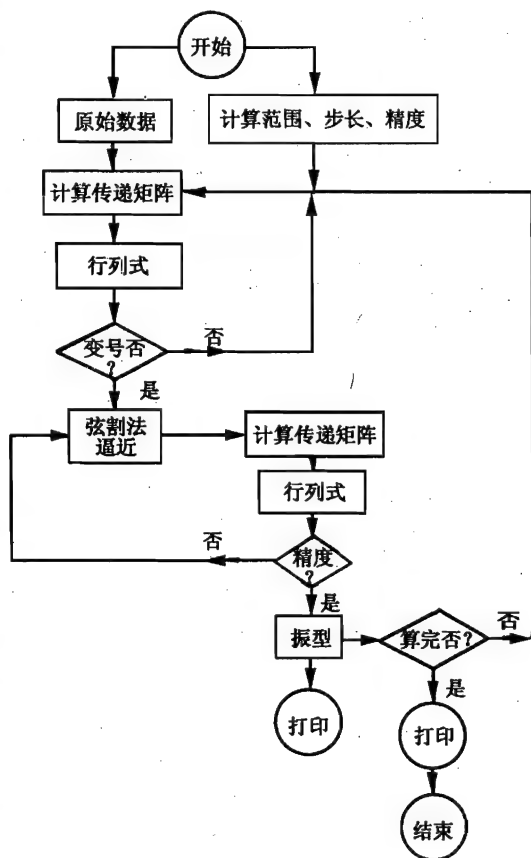 开始
原始数据
计算范围、步长、精度
计算传递矩阵
行列式
变号否
?
否
是
弦割法
逼近
计算传递矩阵
行列式
否
精度
?
是
振型
算完否?
否
是
打印
打印
结束